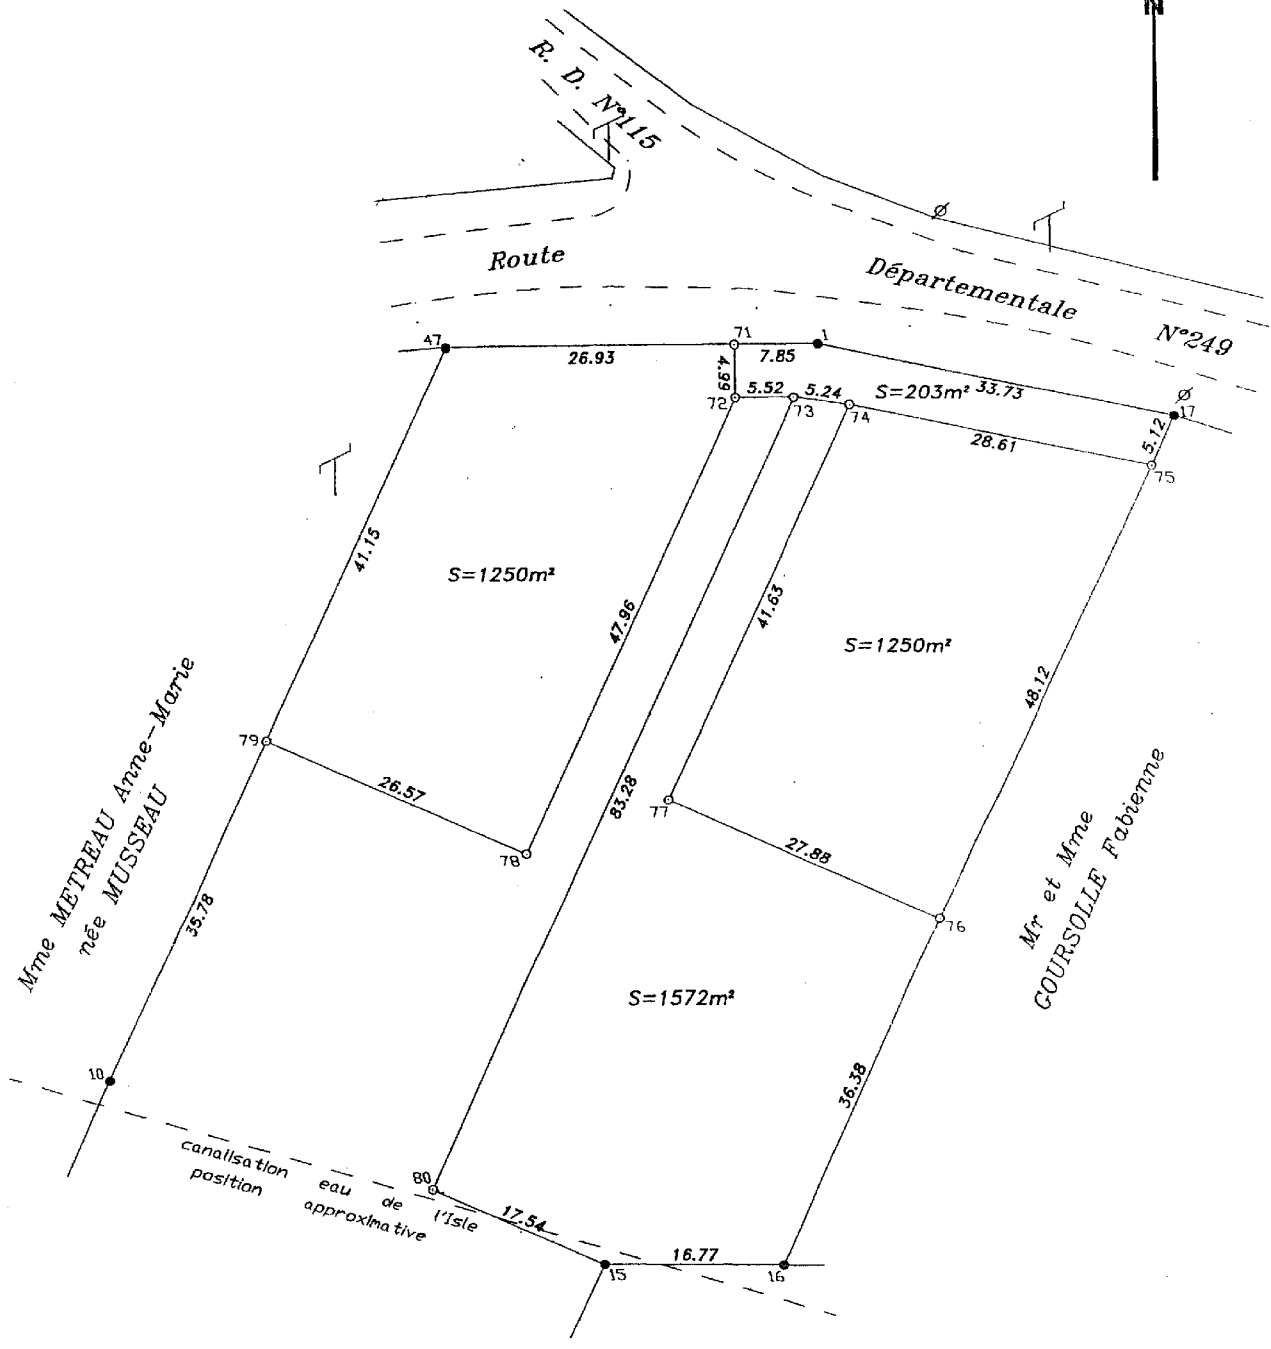 N
R. D. N°115
Route
Départementale
N°249
47
26.93
71
7.85
1
4.99
5.52
5.24
S=203m²
33.73
17
72
73
74
28.61
5.12
75
41.15
S=1250m²
47.96
41.63
S=1250m²
48.12
79
26.57
78
83.28
77
27.88
76
Mme METREAU Anne-Marie
née MUSSEAU
35.78
Mr et Mme
GOURSOLLE Fabienne
S=1572m²
36.38
10
canalisation eau de l'Isle
position approximative
80
17.54
15
16.77
16